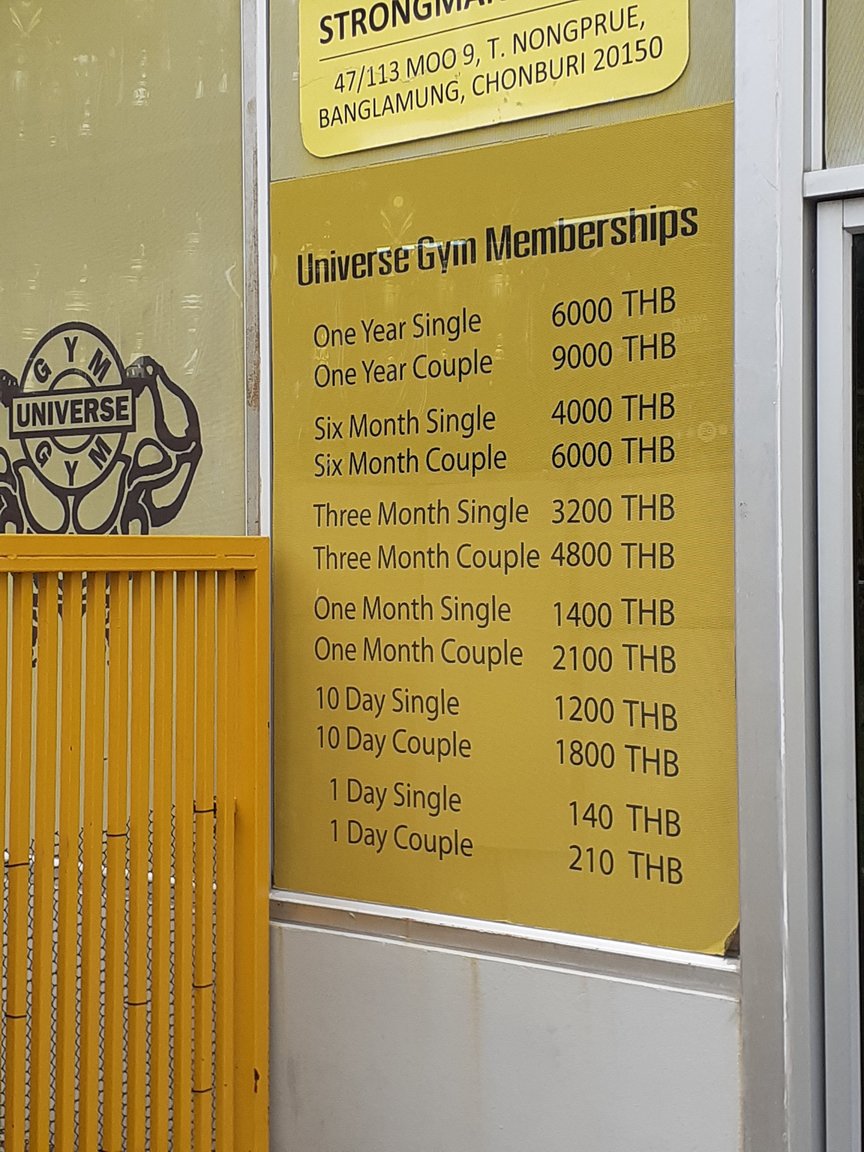 47/113 MOO 9, T. NONGPRUE,
BANGLAMUNG, CHONBURI 20150
Universe Gym Memberships
One Year Single 6000 THB
One Year Couple 9000 THB
Six Month Single 4000 THB
Six Month Couple 6000 THB
Three Month Single 3200 THB
Three Month Couple 4800 THB
One Month Single 1400 THB
One Month Couple 2100 THB
10 Day Single 1200 THB
10 Day Couple 1800 THB
1 Day Single 140 THB
1 Day Couple 210 THB
GYM
UNIVERSE
GYM